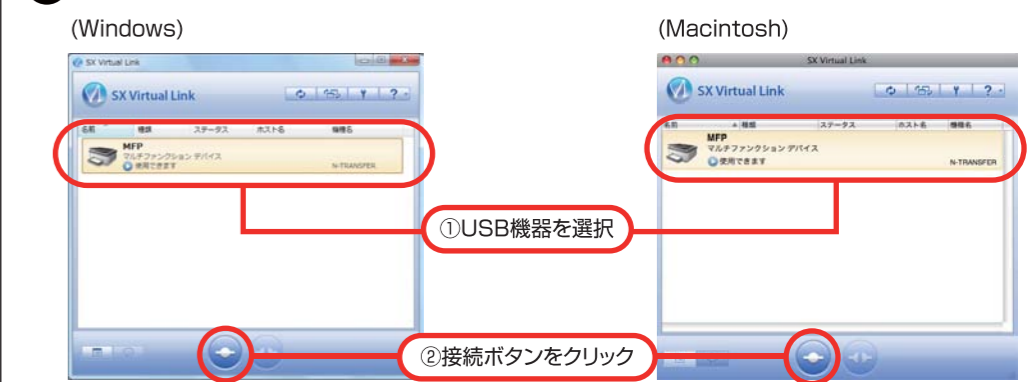 (Windows)
(Macintosh)
SX Virtual Link
SX Virtual Link
SX Virtual Link
SX Virtual Link
?
?
名前 種類 ステータス ホスト名 機種名
名前 種類 ステータス ホスト名 機種名
MFP
マルチファンクション デバイス
使用できます
N-TRANSFER
MFP
マルチファンクション デバイス
使用できます
N-TRANSFER
①USB機器を選択
②接続ボタンをクリック